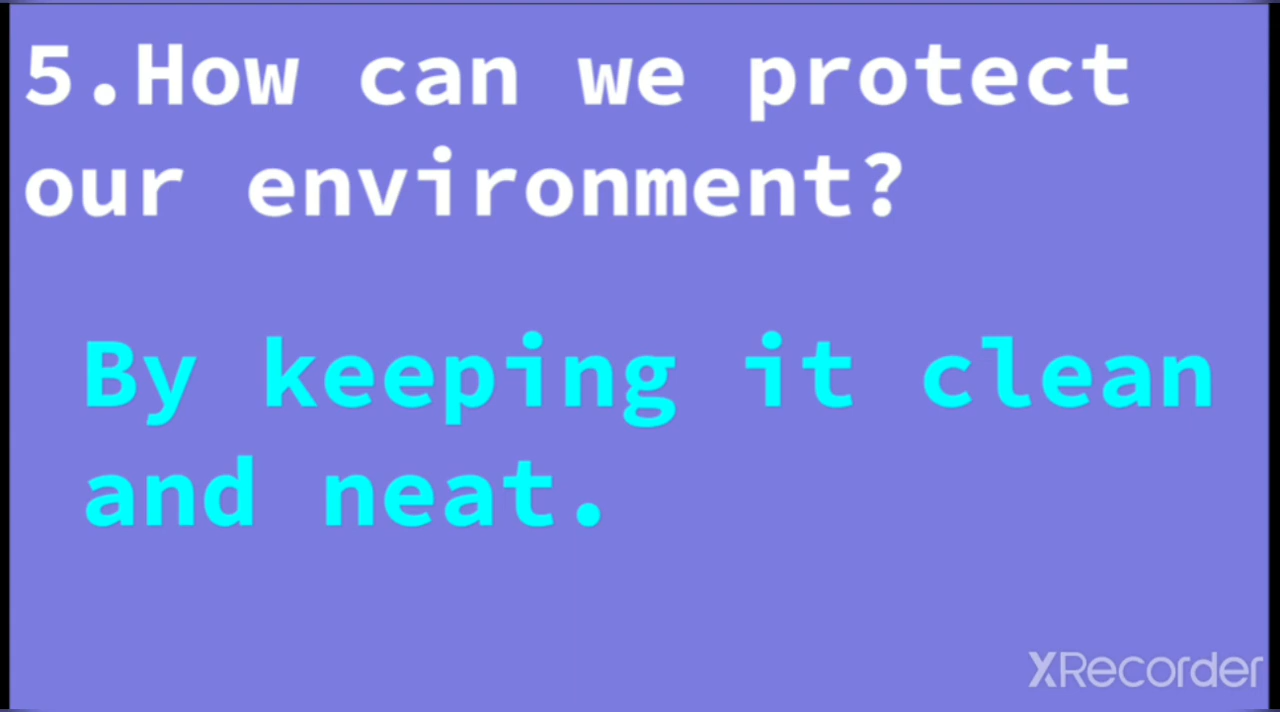 5.How can we protect
our environment?
By keeping it clean
and neat.
XRecorder